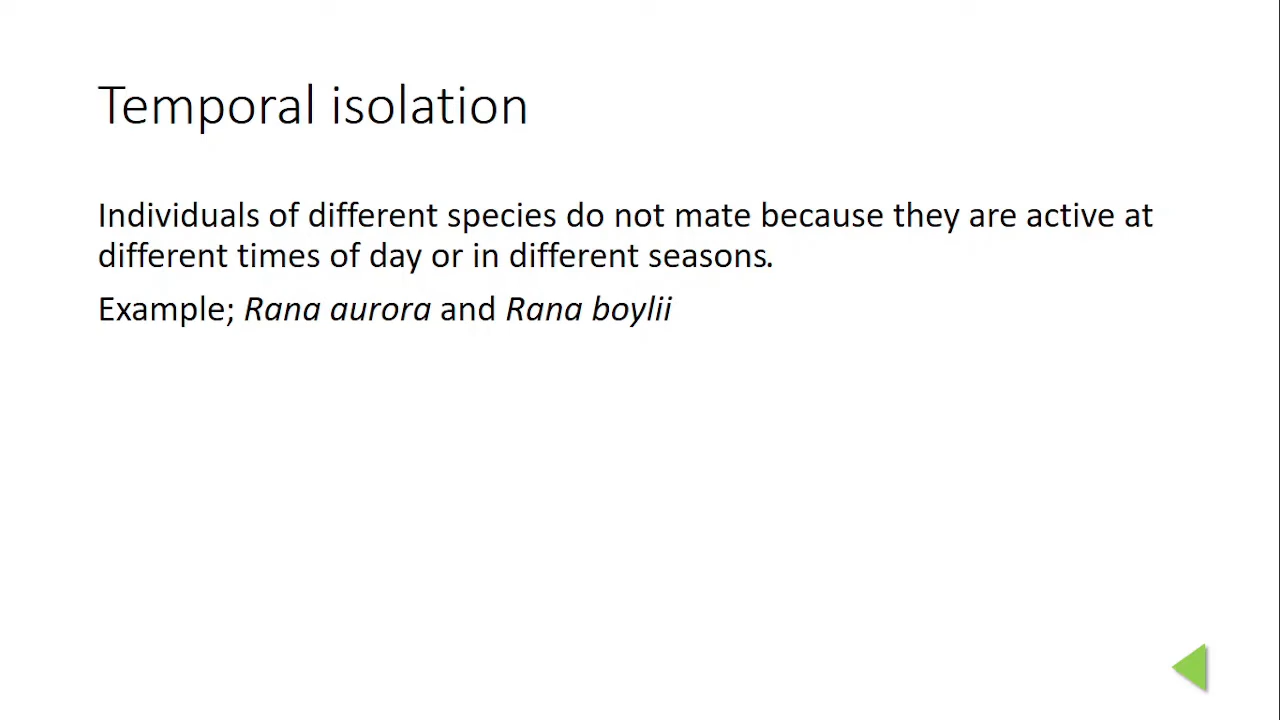 Temporal isolation
Individuals of different species do not mate because they are active at
different times of day or in different seasons.
Example; Rana aurora and Rana boylii